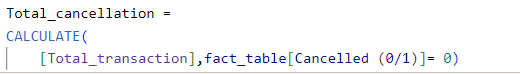 Total_cancellation =
CALCULATE(
[Total_transaction],fact_table[Cancelled (0/1)]= 0)